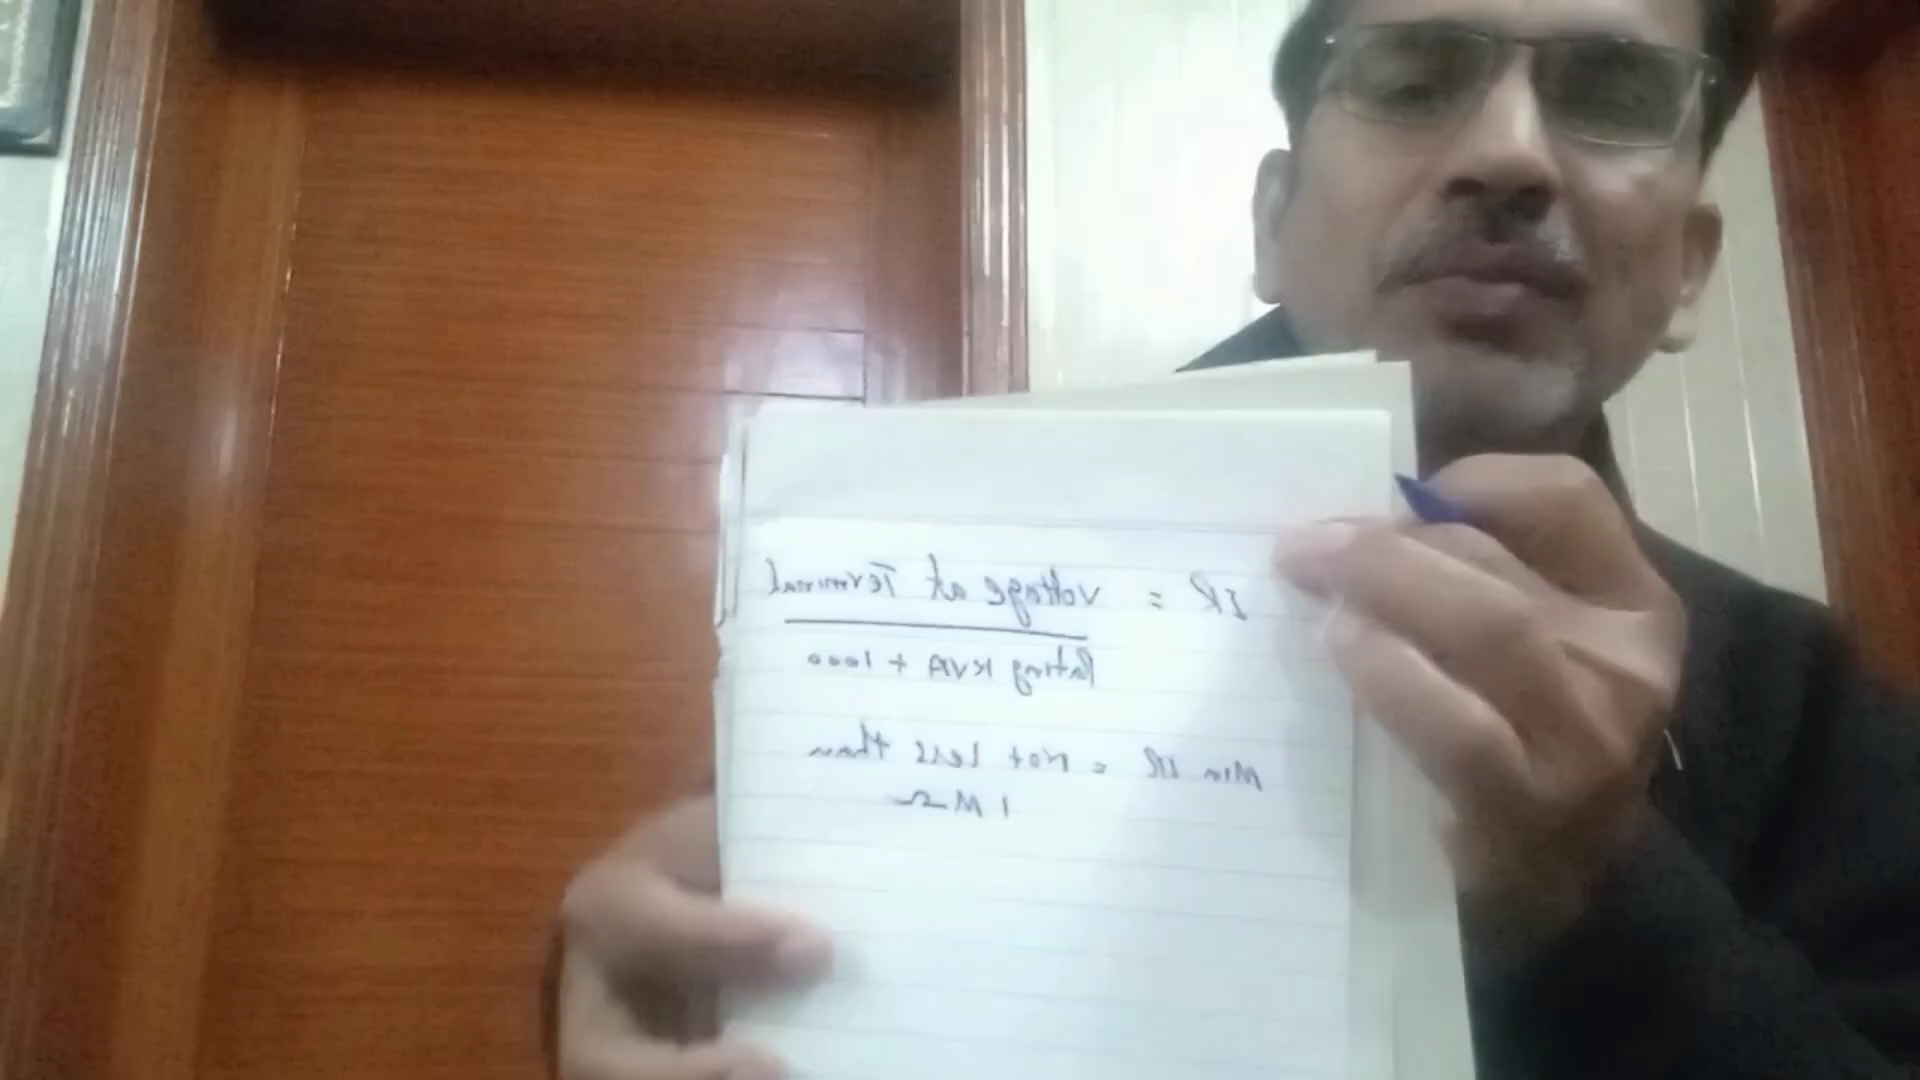 IR = Voltage at Terminal
Rating KVA + 1000
Min IR = Not Less than
1 MΩ